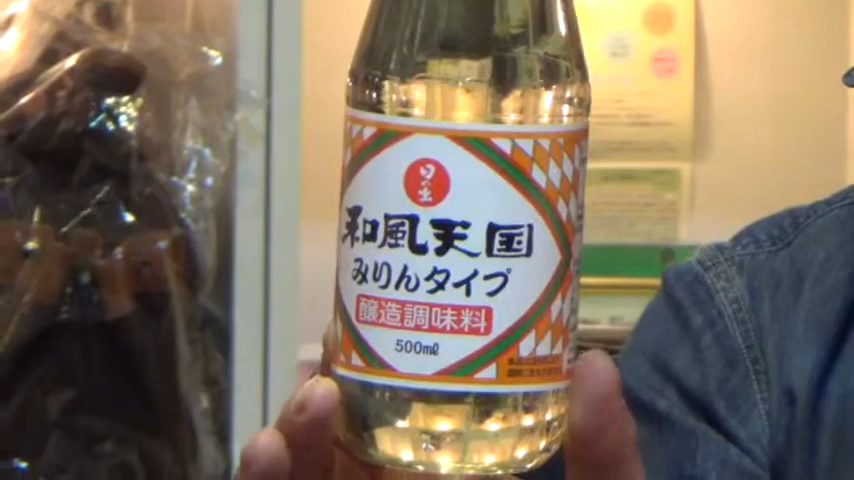 日の出
和風天国
みりんタイプ
醸造調味料
500ml